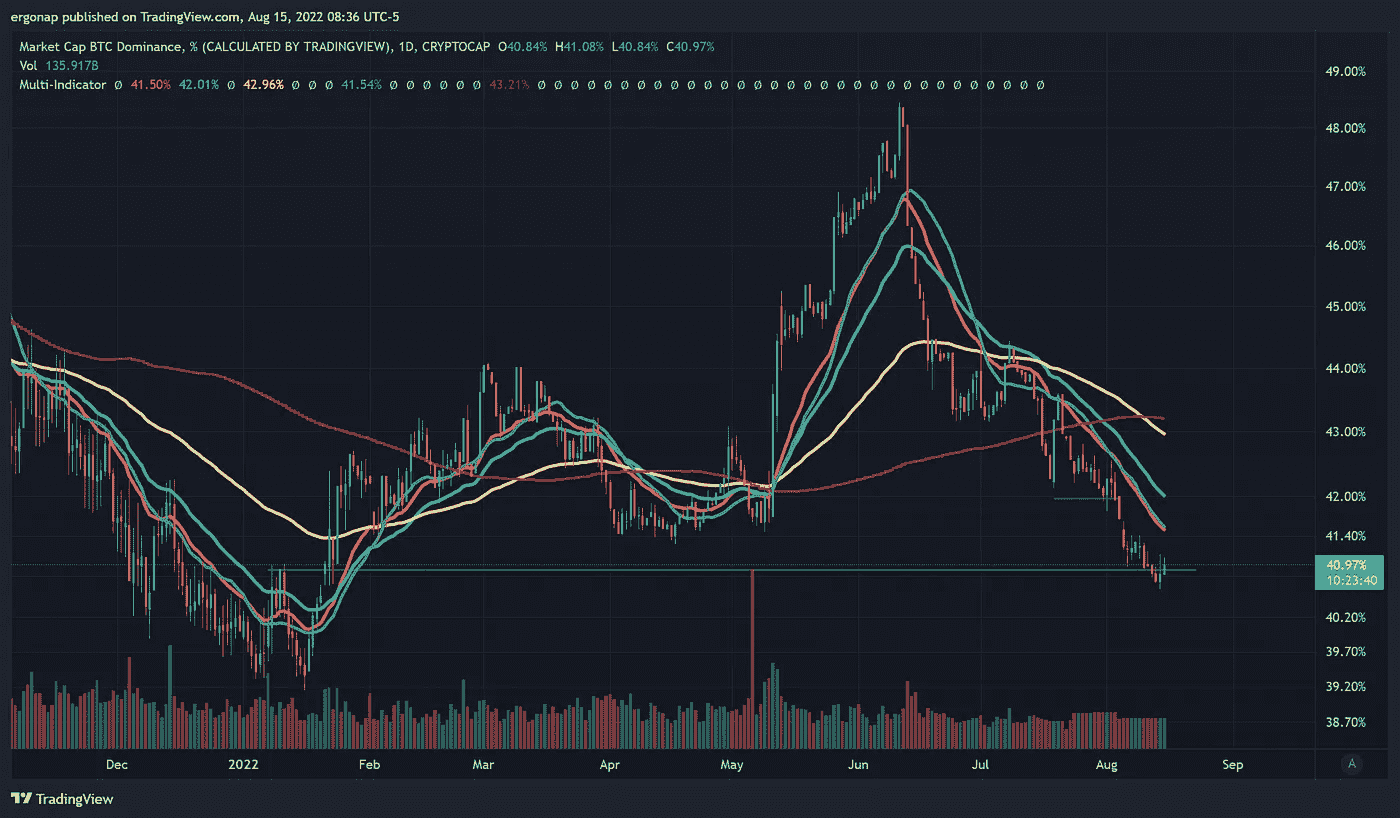 ergonap published on TradingView.com, Aug 15, 2022 08:36 UTC-5
Market Cap BTC Dominance, % (CALCULATED BY TRADINGVIEW), 1D, CRYPTOCAP O40.84% H41.08% L40.84% C40.97%
Vol 135.917B
Multi-Indicator Ø 41.50% 42.01% Ø 42.96% Ø Ø Ø 41.54% Ø Ø Ø Ø Ø Ø 43.21% Ø Ø Ø Ø Ø Ø Ø Ø Ø Ø Ø Ø Ø Ø Ø Ø Ø Ø Ø Ø Ø Ø Ø Ø Ø Ø Ø Ø Ø Ø Ø
49.00%
48.00%
47.00%
46.00%
45.00%
44.00%
43.00%
42.00%
41.40%
40.97%
10:23:40
40.20%
39.70%
39.20%
38.70%
Dec 2022 Feb Mar Apr May Jun Jul Aug Sep A
TradingView